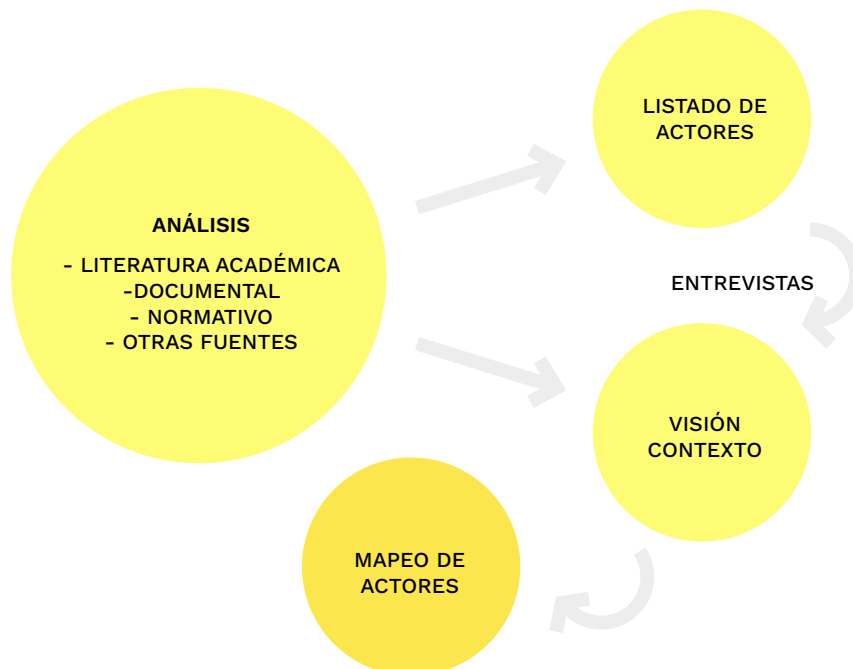 ANÁLISIS
- LITERATURA ACADÉMICA
-DOCUMENTAL
- NORMATIVO
- OTRAS FUENTES
LISTADO DE
ACTORES
ENTREVISTAS
VISIÓN
CONTEXTO
MAPEO DE
ACTORES